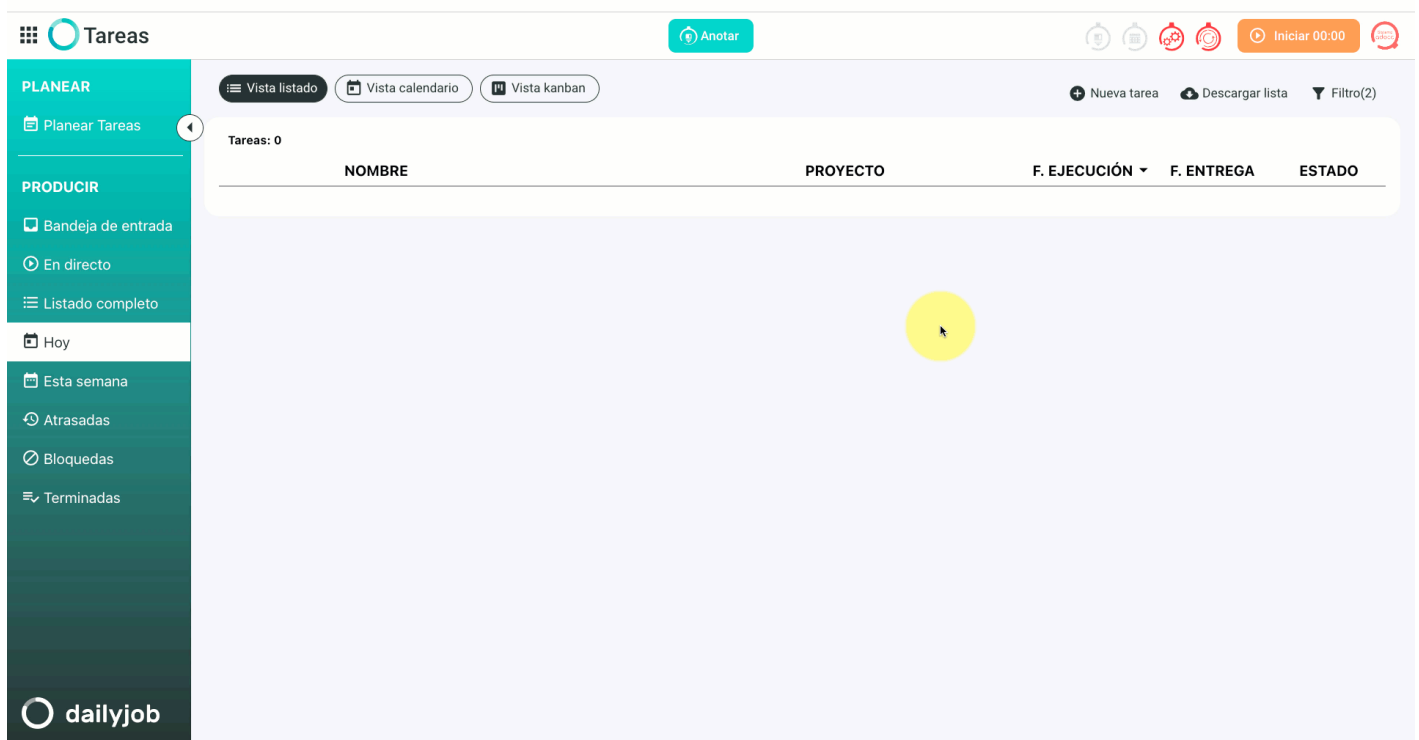 Tareas
Anotar
Iniciar 00:00
PLANEAR
Planear Tareas
PRODUCIR
Bandeja de entrada
En directo
Listado completo
Hoy
Esta semana
Atrasadas
Bloquedas
Terminadas
dailyjob
Vista listado Vista calendario Vista kanban
Nueva tarea Descargar lista Filtro(2)
Tareas: 0
NOMBRE PROYECTO F. EJECUCIÓN F. ENTREGA ESTADO